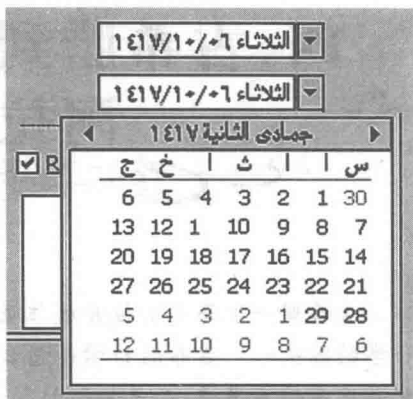 الثلاثاء ١٤١٧/١٠/٠٦
الثلاثاء ١٤١٧/١٠/٠٦
جمادى الثانية ١٤١٧
R
س ا ا ث ا خ ج
30 1 2 3 4 5 6
7 8 9 10 1 12 13
14 15 16 17 18 19 20
21 22 23 24 25 26 27
28 29 1 2 3 4 5
6 7 8 9 10 11 12